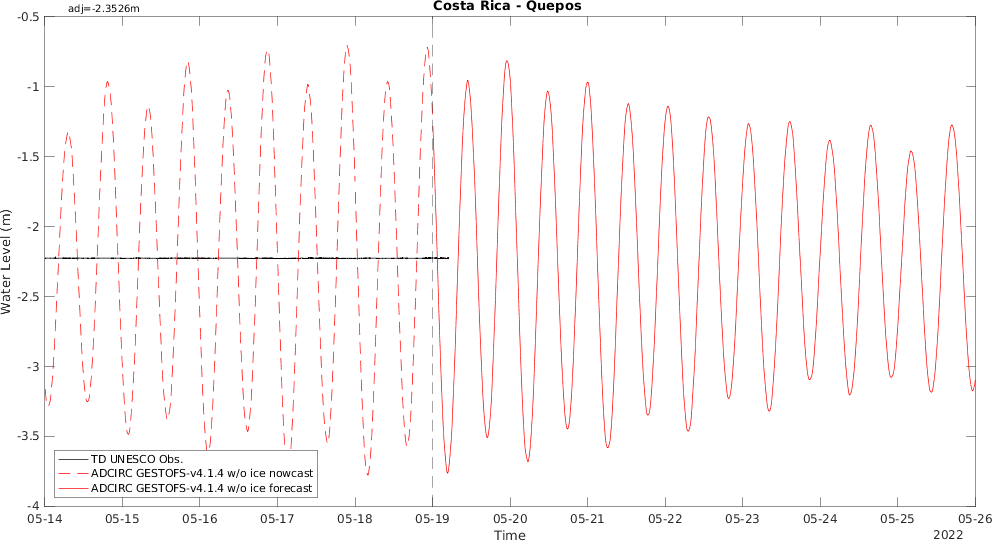 Costa Rica - Quepos
adj=-2.3526m
-0.5
-1
-1.5
-2
-2.5
-3
-3.5
-4
Water Level (m)
TD UNESCO Obs.
ADCIRC GESTOFS-v4.1.4 w/o ice nowcast
ADCIRC GESTOFS-v4.1.4 w/o ice forecast
05-14 05-15 05-16 05-17 05-18 05-19 05-20 05-21 05-22 05-23 05-24 05-25 05-26
Time
2022